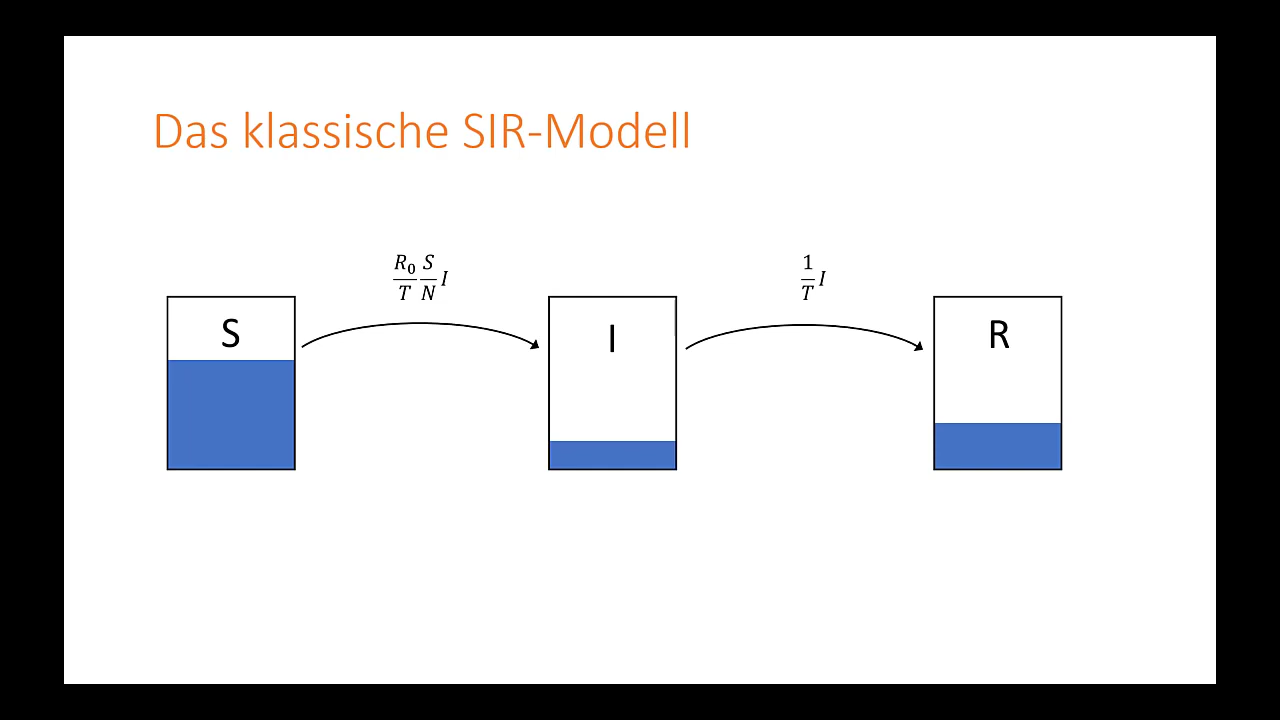 Das klassische SIR-Modell
R₀/T S/N I
1/T I
S
I
R